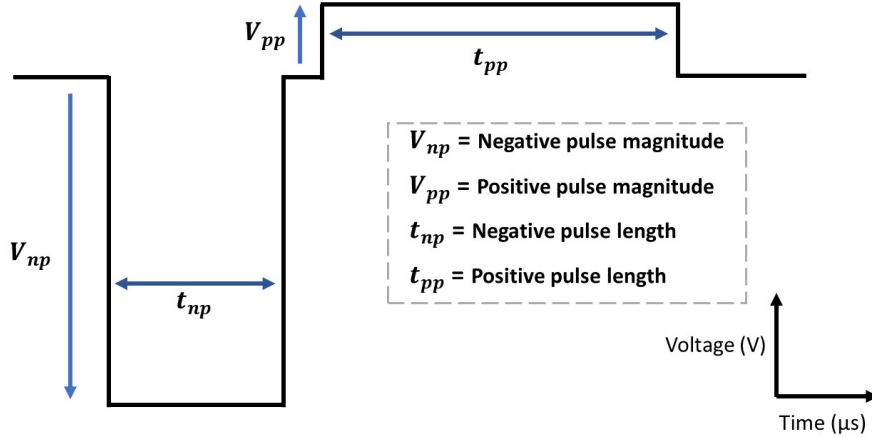 V_pp
t_pp
V_np = Negative pulse magnitude
V_pp = Positive pulse magnitude
t_np = Negative pulse length
t_pp = Positive pulse length
V_np
t_np
Voltage (V)
Time (μs)